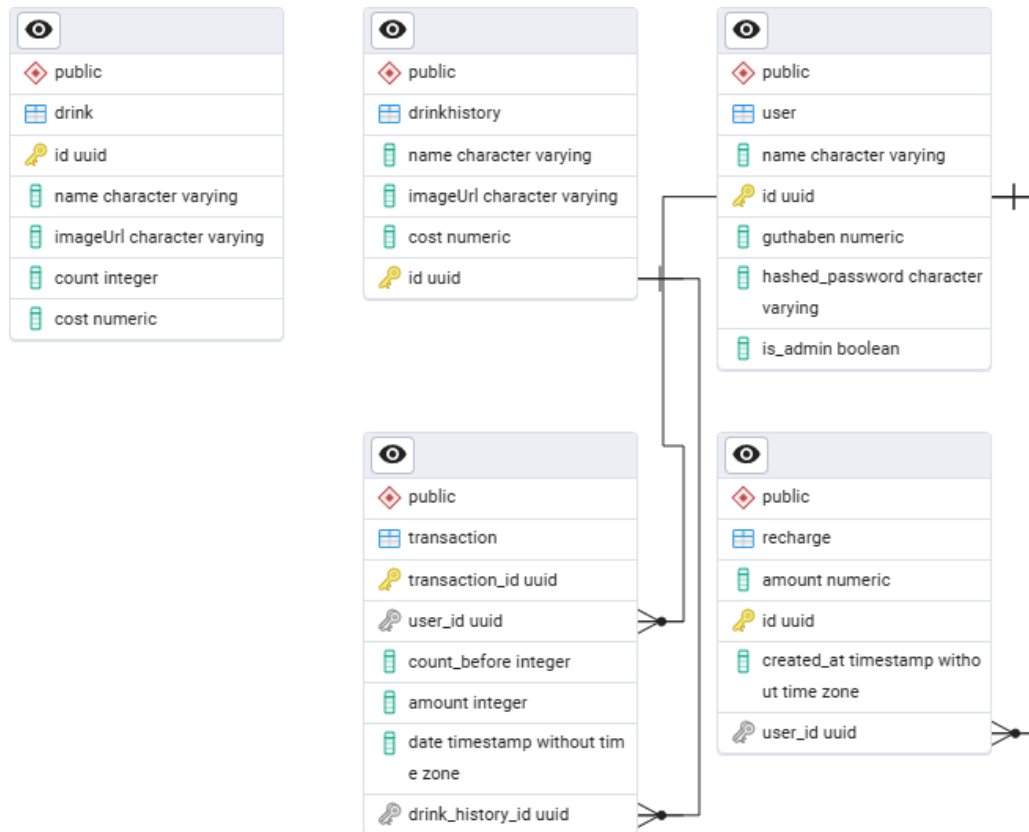 public
drink
id uuid
name character varying
imageUrl character varying
count integer
cost numeric
public
drinkhistory
name character varying
imageUrl character varying
cost numeric
id uuid
public
user
name character varying
id uuid
guthaben numeric
hashed_password character
varying
is_admin boolean
public
transaction
transaction_id uuid
user_id uuid
count_before integer
amount integer
date timestamp without tim
e zone
drink_history_id uuid
public
recharge
amount numeric
id uuid
created_at timestamp witho
ut time zone
user_id uuid